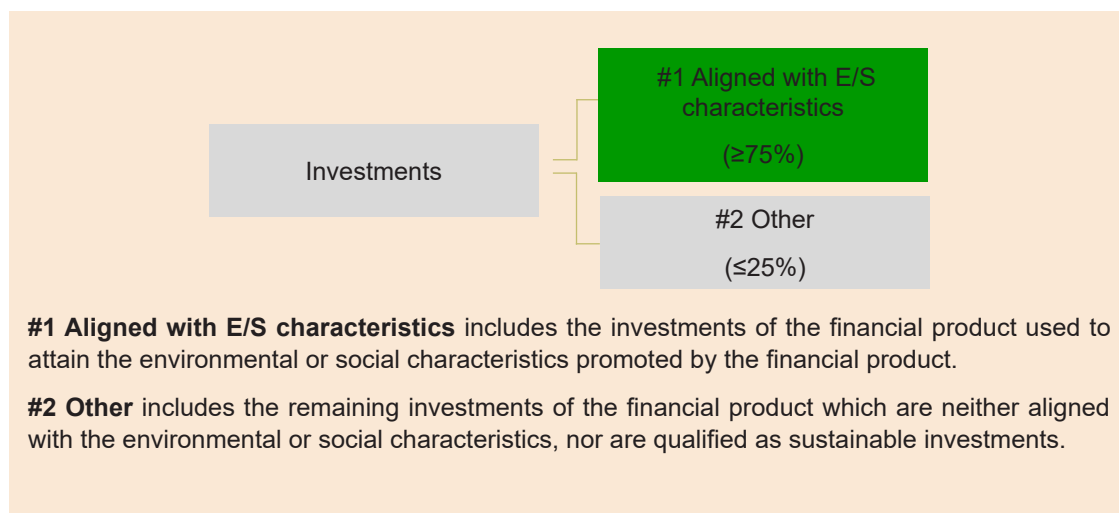 #1 Aligned with E/S
characteristics
(≥75%)
Investments
#2 Other
(≤25%)
#1 Aligned with E/S characteristics includes the investments of the financial product used to
attain the environmental or social characteristics promoted by the financial product.
#2 Other includes the remaining investments of the financial product which are neither aligned
with the environmental or social characteristics, nor are qualified as sustainable investments.